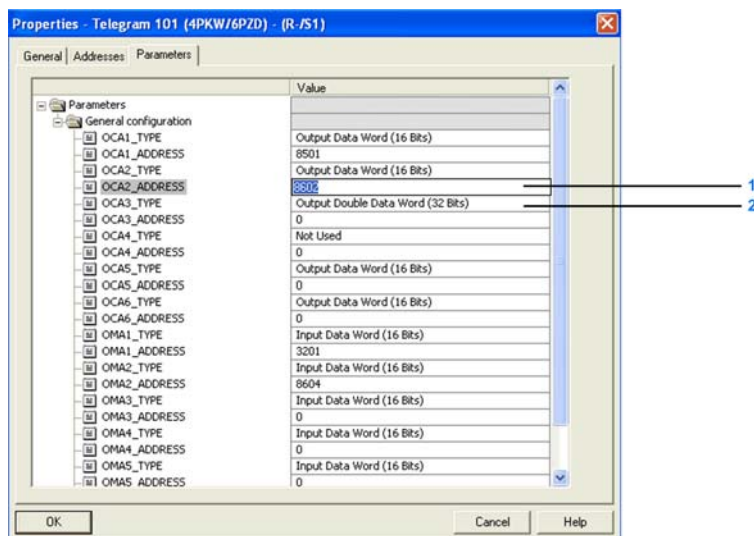 Properties - Telegram 101 (4PKW/6PZD) - (R-/S1)
General Addresses Parameters
Value
Parameters
General configuration
OCA1_TYPE Output Data Word (16 Bits)
OCA1_ADDRESS 8501
OCA2_TYPE Output Data Word (16 Bits)
OCA2_ADDRESS 8602 1
OCA3_TYPE Output Double Data Word (32 Bits) 2
OCA3_ADDRESS 0
OCA4_TYPE Not Used
OCA4_ADDRESS 0
OCA5_TYPE Output Data Word (16 Bits)
OCA5_ADDRESS 0
OCA6_TYPE Output Data Word (16 Bits)
OCA6_ADDRESS 0
OMA1_TYPE Input Data Word (16 Bits)
OMA1_ADDRESS 3201
OMA2_TYPE Input Data Word (16 Bits)
OMA2_ADDRESS 8604
OMA3_TYPE Input Data Word (16 Bits)
OMA3_ADDRESS 0
OMA4_TYPE Input Data Word (16 Bits)
OMA4_ADDRESS 0
OMA5_TYPE Input Data Word (16 Bits)
OMA5_ADDRESS 0
OK Cancel Help